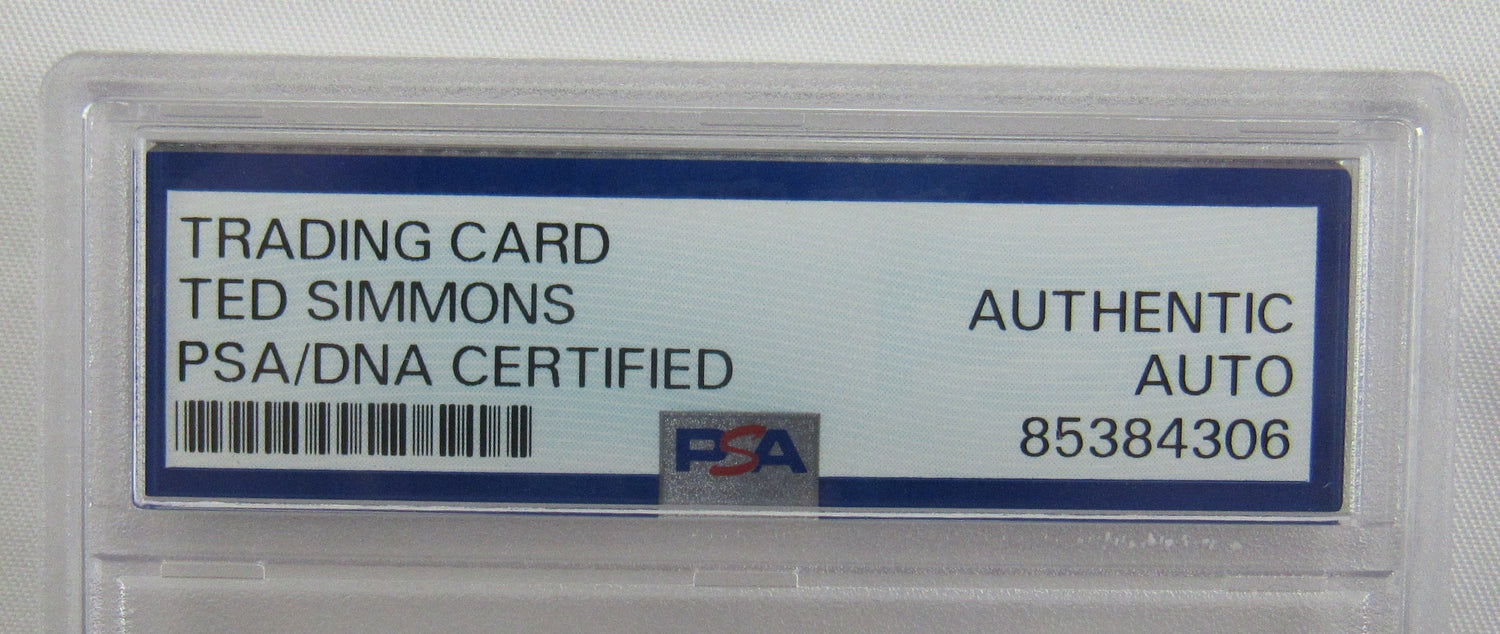 TRADING CARD
TED SIMMONS
PSA/DNA CERTIFIED
AUTHENTIC
AUTO
85384306
PSA